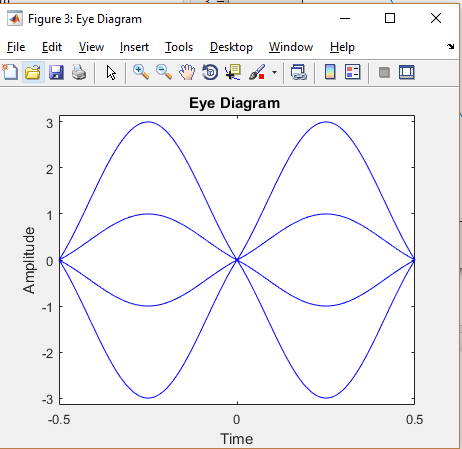 Figure 3: Eye Diagram
File Edit View Insert Tools Desktop Window Help
Eye Diagram
3
2
1
0
-1
-2
-3
Amplitude
-0.5 0 0.5
Time